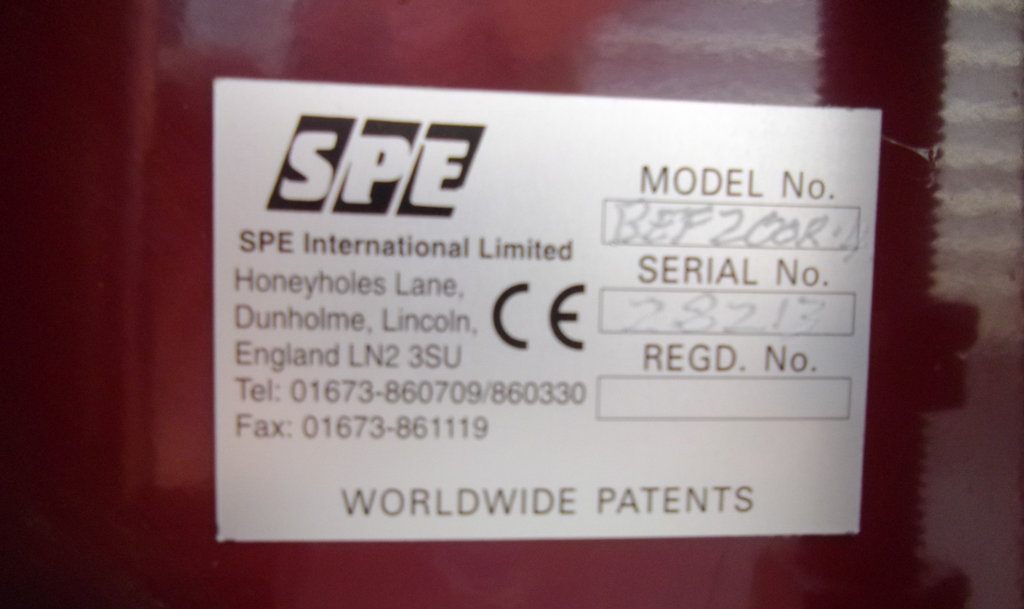 SPE
SPE International Limited
Honeyholes Lane,
Dunholme, Lincoln,
England LN2 3SU
Tel: 01673-860709/860330
Fax: 01673-861119
CE
MODEL No.
SERIAL No.
28213
REGD. No.
WORLDWIDE PATENTS